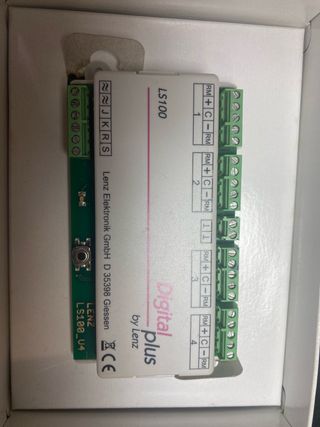 LS100
RM + C − RM
1
RM + C − RM
2
⊥ ⊥
RM + C − RM
3
RM + C − RM
4
≈ ≈ J K R S
Digital
plus
by Lenz
Lenz Elektronik GmbH D 35398 Giessen
CE
LENZ
LS100_V4